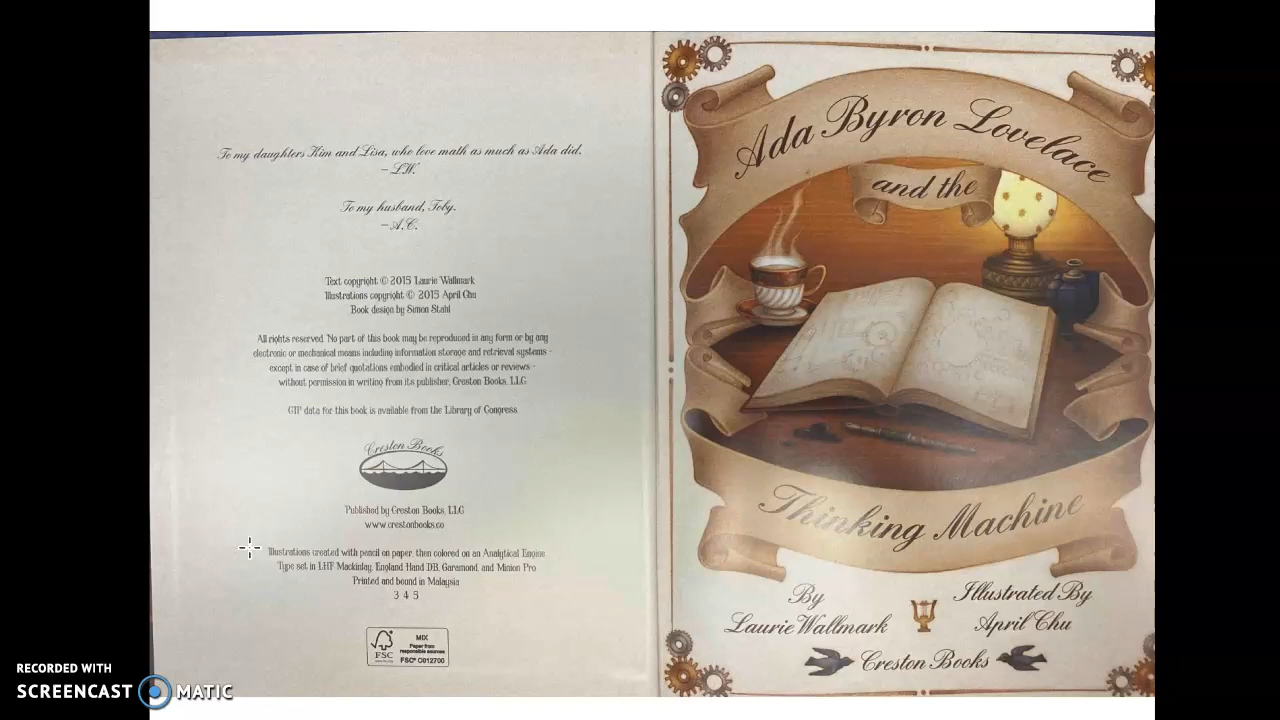 To my daughters Kim and Lisa, who love math as much as Ada did.
– L.W.
To my husband, Toby.
– A.C.
Text copyright © 2015 Laurie Wallmark
Illustrations copyright © 2015 April Chu
Book design by Simon Stahl
All rights reserved. No part of this book may be reproduced in any form or by any
electronic or mechanical means including information storage and retrieval systems –
except in case of brief quotations embodied in critical articles or reviews –
without permission in writing from its publisher, Creston Books, LLC.
CIP data for this book is available from the Library of Congress
Creston Books
Published by Creston Books, LLC
www.crestonbooks.co
Illustrations created with pencil on paper, then colored on an Analytical Engine
Type set in LHF Mackinlay, England Hand DB, Garamond, and Minion Pro
Printed and bound in Malaysia
3 4 5
FSC
MIX
Paper from
responsible sources
FSC® C012700
Ada Byron Lovelace
and the
Thinking Machine
By
Laurie Wallmark
Illustrated By
April Chu
Creston Books
RECORDED WITH
SCREENCAST MATIC